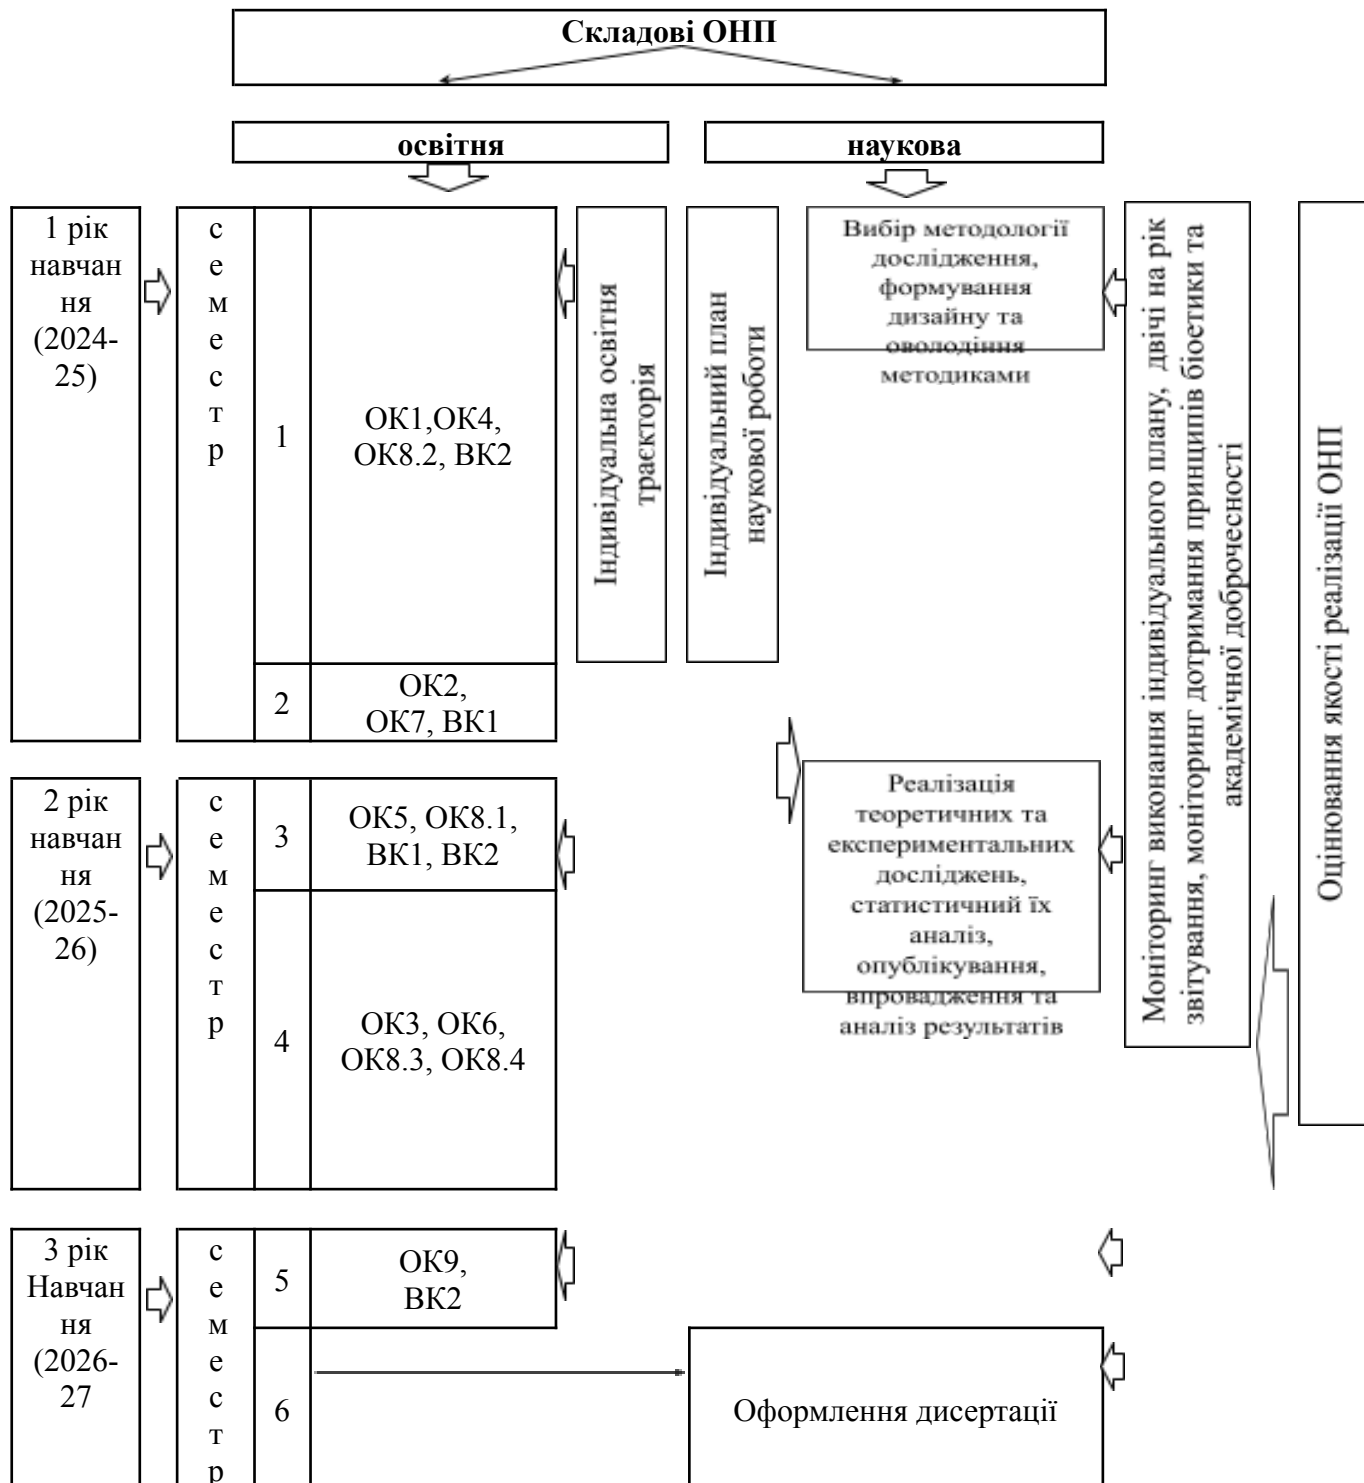 Складові ОНП
освітня
наукова
1 рік
навчан
ня
(2024-
25)
с
е
м
е
с
т
р
1
ОК1,ОК4,
ОК8.2, ВК2
2
ОК2,
ОК7, ВК1
Індивідуальна освітня
траєкторія
Індивідуальний план
наукової роботи
Вибір методології
дослідження,
формування
дизайну та
оволодіння
методиками
Моніторинг виконання індивідуального плану, двічі на рік
звітування, моніторинг дотримання принципів біоетики та
академічної доброчесності
Оцінювання якості реалізації ОНП
2 рік
навчан
ня
(2025-
26)
с
е
м
е
с
т
р
3
ОК5, ОК8.1,
ВК1, ВК2
4
ОК3, ОК6,
ОК8.3, ОК8.4
Реалізація
теоретичних та
експериментальних
досліджень,
статистичний їх
аналіз,
опублікування,
впровадження та
аналіз результатів
3 рік
Навчан
ня
(2026-
27
с
е
м
е
с
т
р
5
ОК9,
ВК2
6
Оформлення дисертації